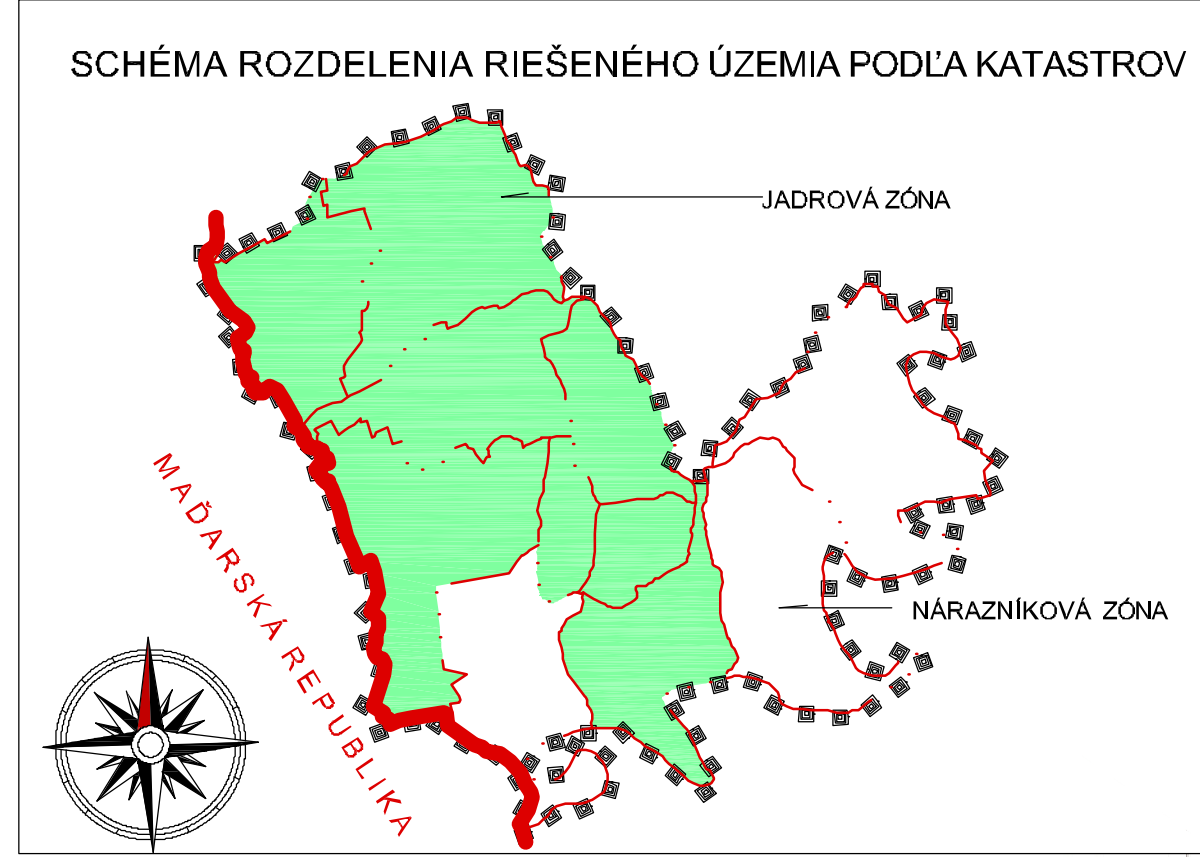 SCHÉMA ROZDELENIA RIEŠENÉHO ÚZEMIA PODĽA KATASTROV
JADROVÁ ZÓNA
MAĎARSKÁ REPUBLIKA
NÁRAZNÍKOVÁ ZÓNA